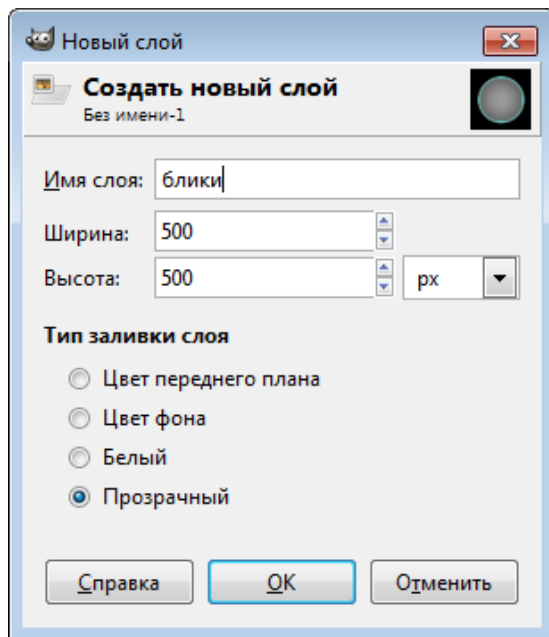 Новый слой
Создать новый слой
Без имени-1
Имя слоя: блики
Ширина: 500
Высота: 500 px
Тип заливки слоя
Цвет переднего плана
Цвет фона
Белый
Прозрачный
Справка ОК Отменить